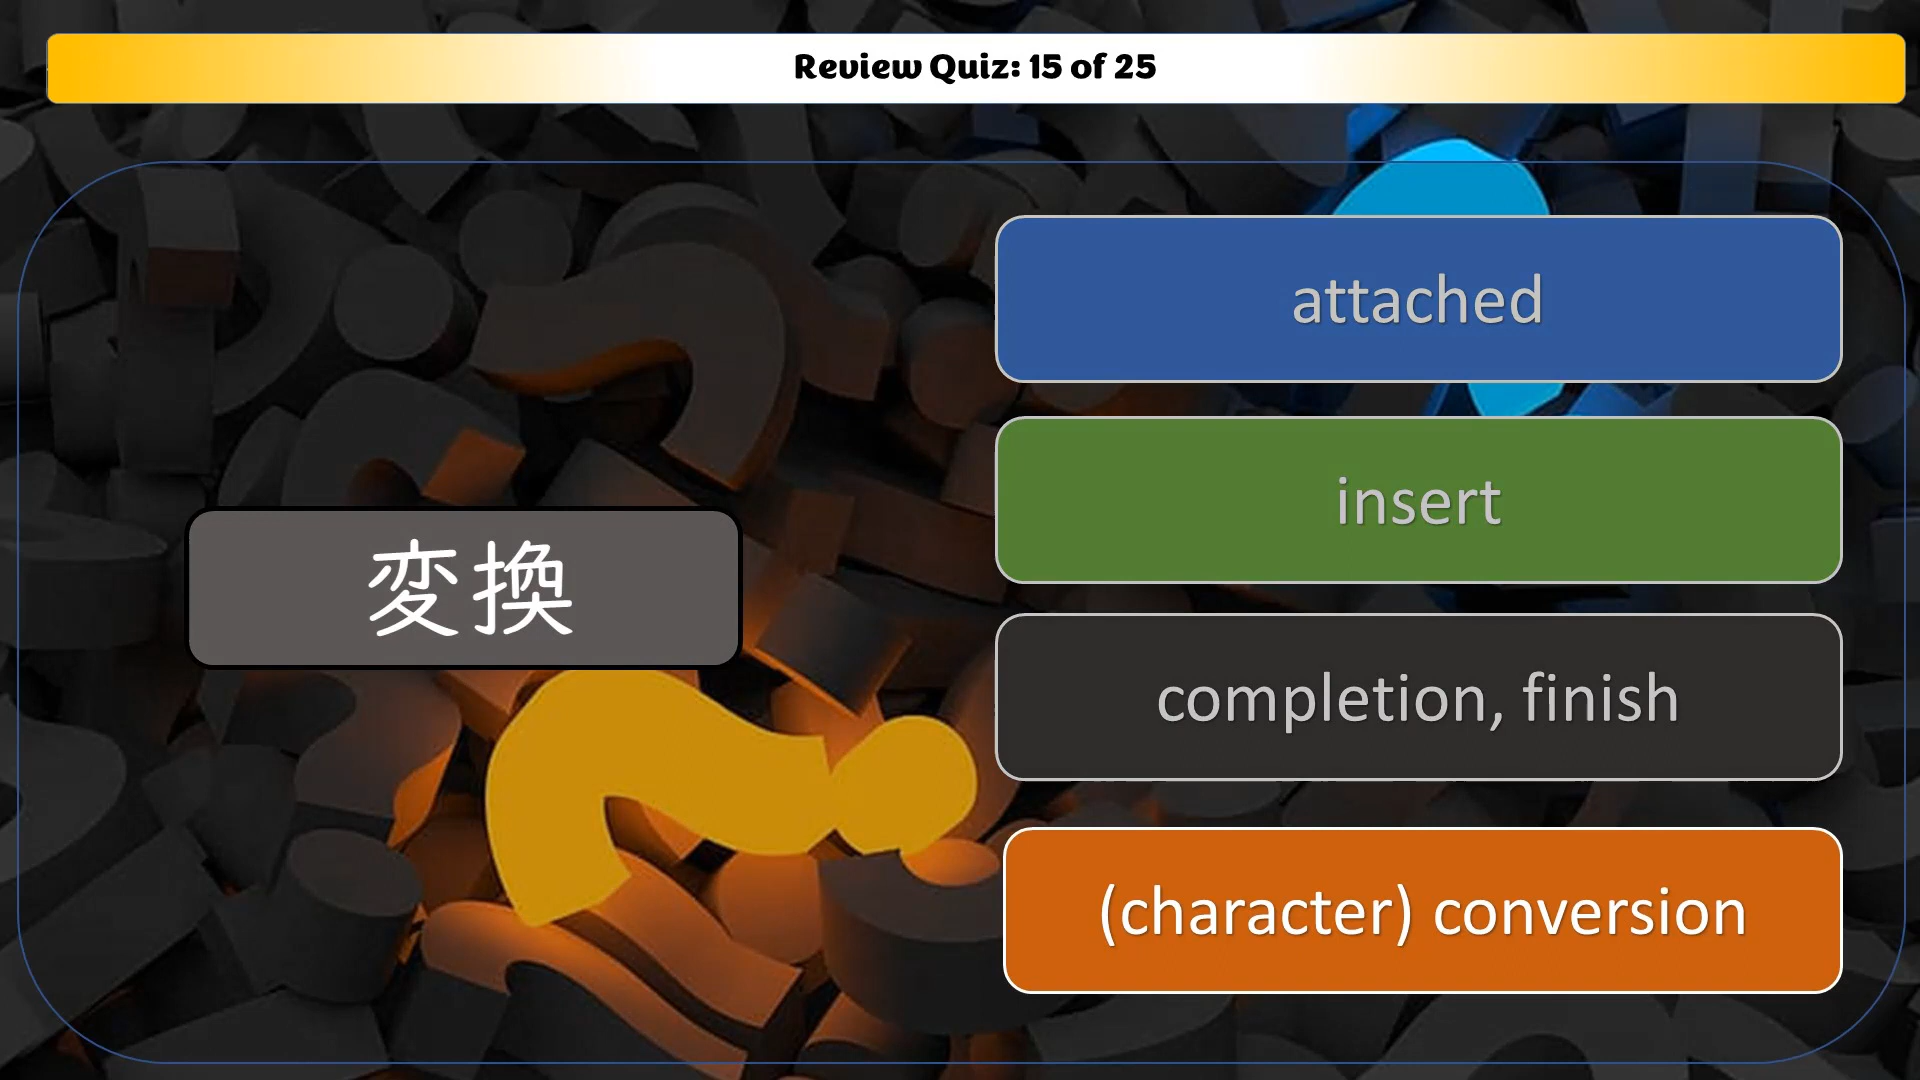 Review Quiz: 15 of 25
attached
insert
変換
completion, finish
(character) conversion